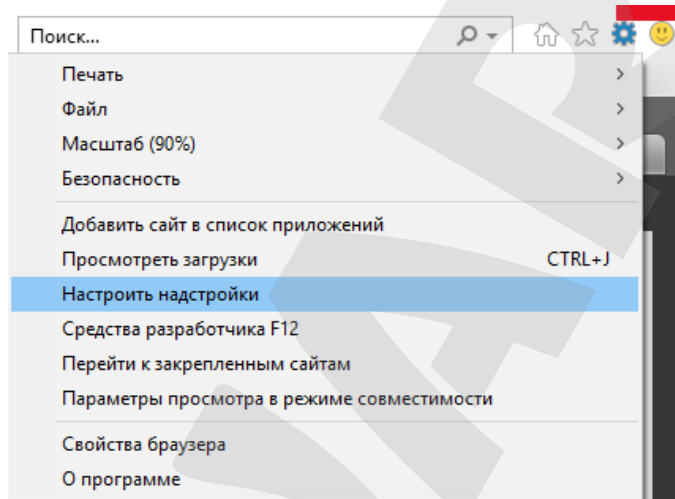 Поиск...
Печать
Файл
Масштаб (90%)
Безопасность
Добавить сайт в список приложений
Просмотреть загрузки CTRL+J
Настроить надстройки
Средства разработчика F12
Перейти к закрепленным сайтам
Параметры просмотра в режиме совместимости
Свойства браузера
О программе